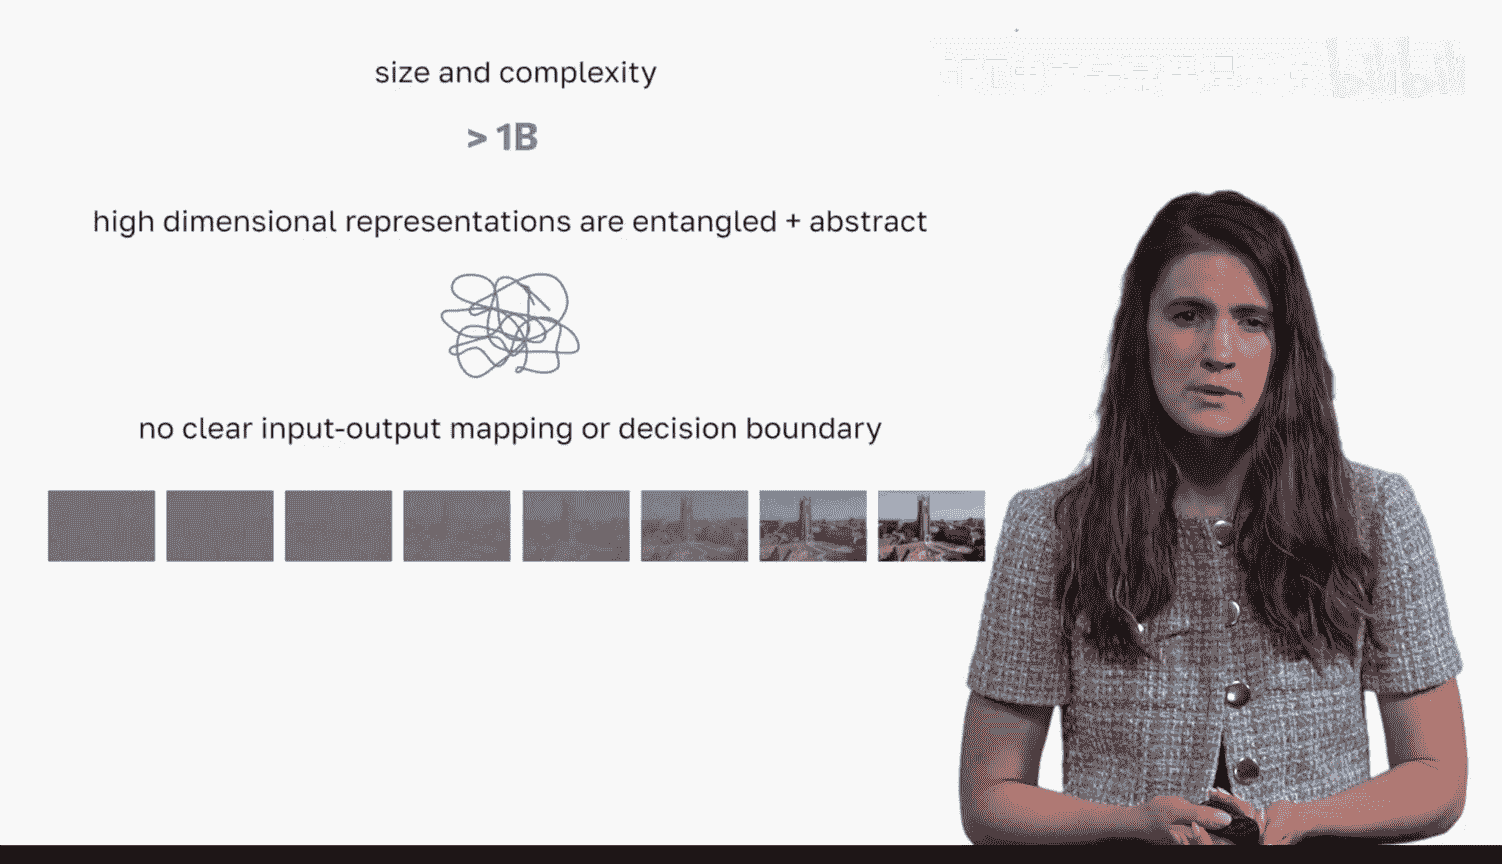 size and complexity
> 1B
high dimensional representations are entangled + abstract
no clear input-output mapping or decision boundary